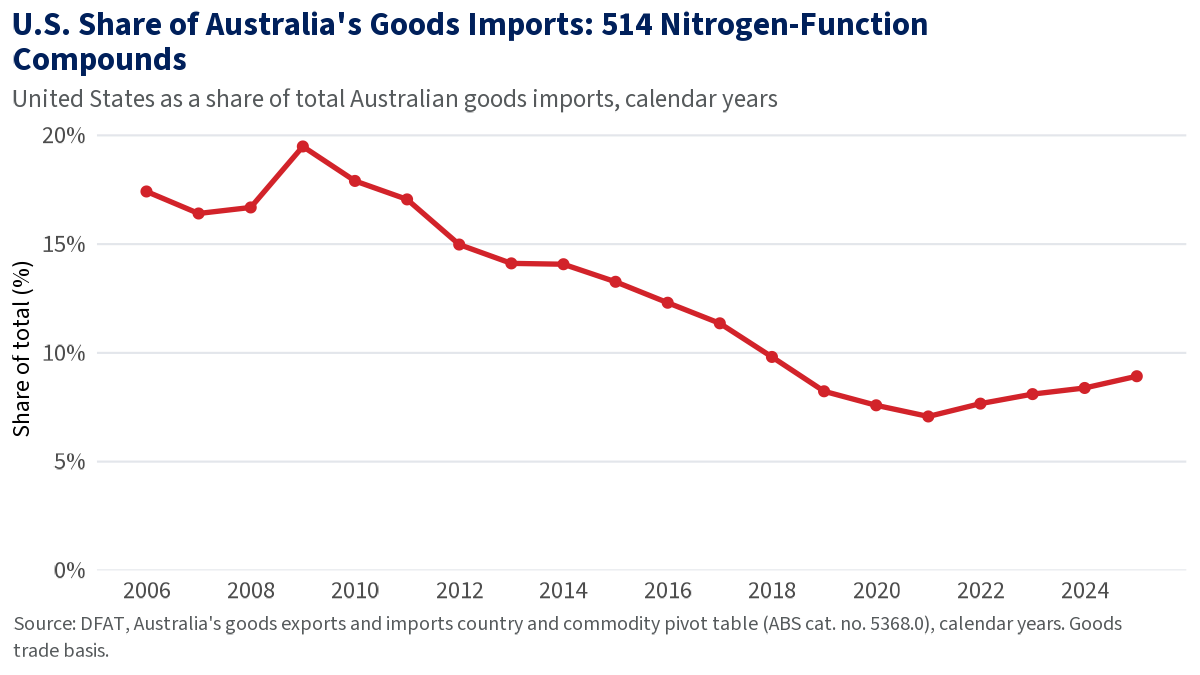 U.S. Share of Australia's Goods Imports: 514 Nitrogen-Function
Compounds
United States as a share of total Australian goods imports, calendar years
Share of total (%)
20%
15%
10%
5%
0%
2006 2008 2010 2012 2014 2016 2018 2020 2022 2024
Source: DFAT, Australia's goods exports and imports country and commodity pivot table (ABS cat. no. 5368.0), calendar years. Goods
trade basis.